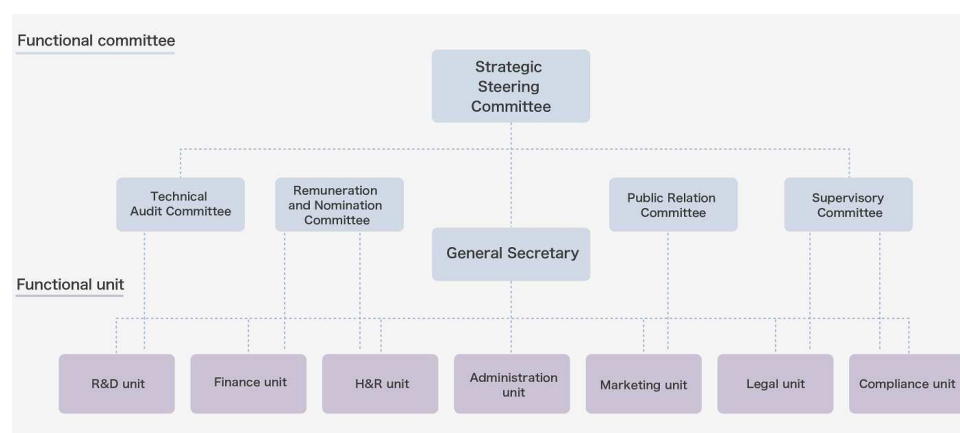 Functional committee
Strategic
Steering
Committee
Technical
Audit Committee
Remuneration
and Nomination
Committee
Public Relation
Committee
Supervisory
Committee
General Secretary
Functional unit
R&D unit
Finance unit
H&R unit
Administration
unit
Marketing unit
Legal unit
Compliance unit